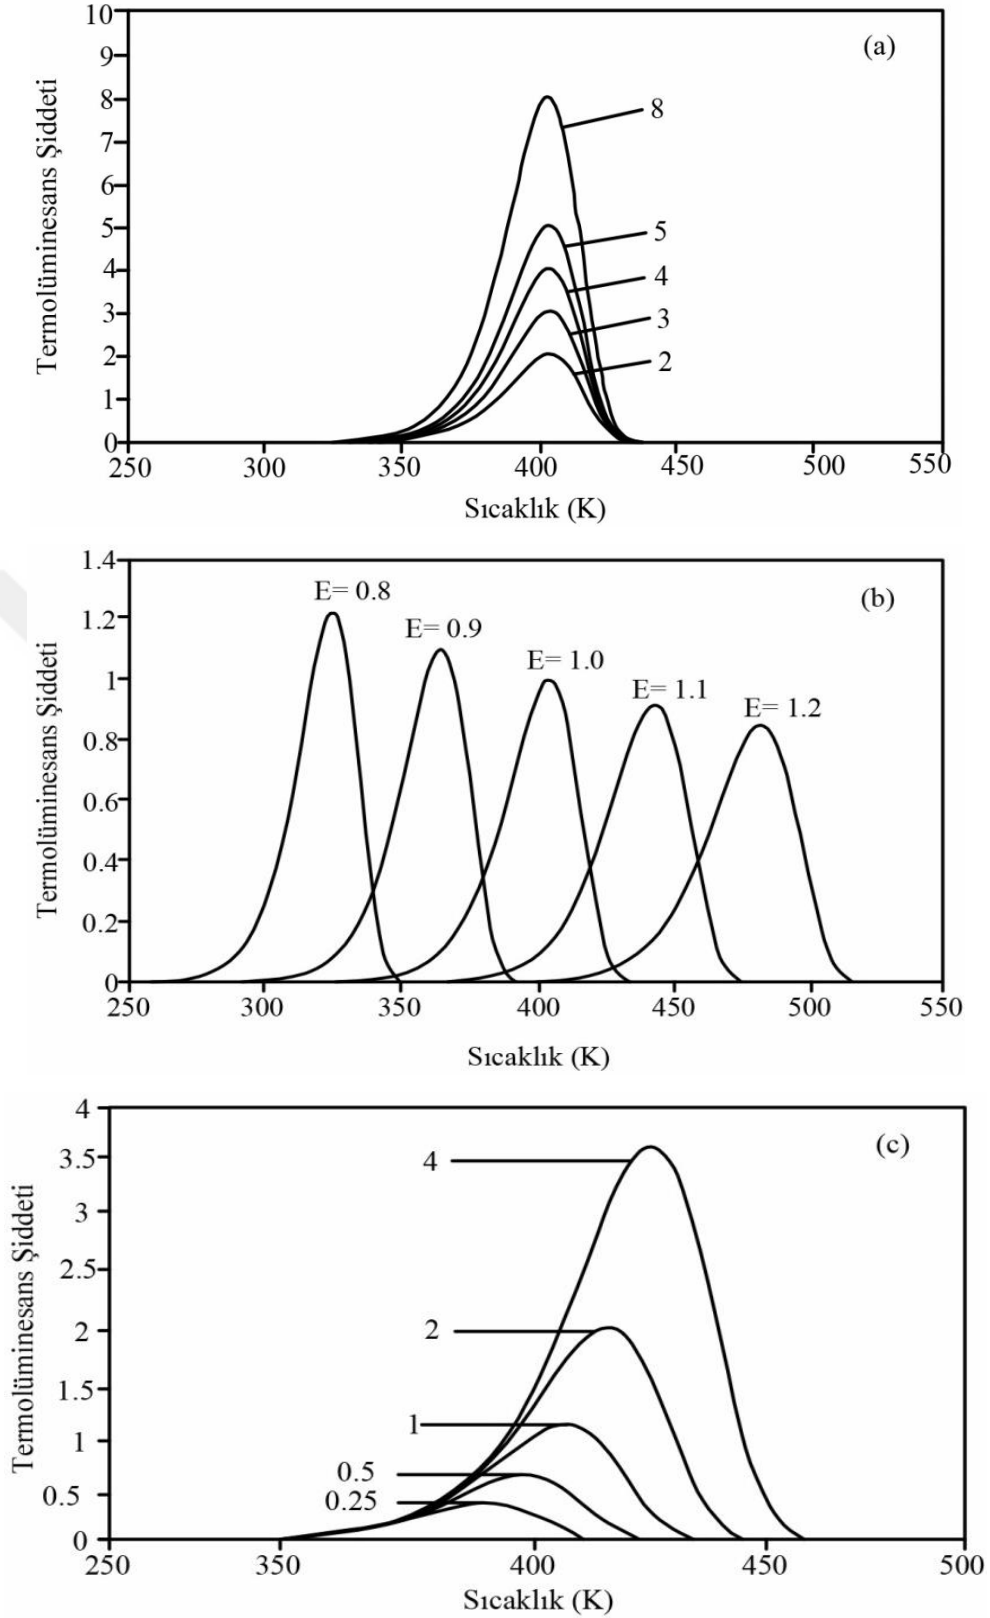 (a)
Termolüminesans Şiddeti
10
9
8
7
6
5
4
3
2
1
0
8
5
4
3
2
250 300 350 400 450 500 550
Sıcaklık (K)
(b)
Termolüminesans Şiddeti
1.4
1.2
1
0.8
0.6
0.4
0.2
0
E= 0.8
E= 0.9
E= 1.0
E= 1.1
E= 1.2
250 300 350 400 450 500 550
Sıcaklık (K)
(c)
Termolüminesans Şiddeti
4
3.5
3
2.5
2
1.5
1
0.5
0
4
2
1
0.5
0.25
250 350 400 450 500
Sıcaklık (K)